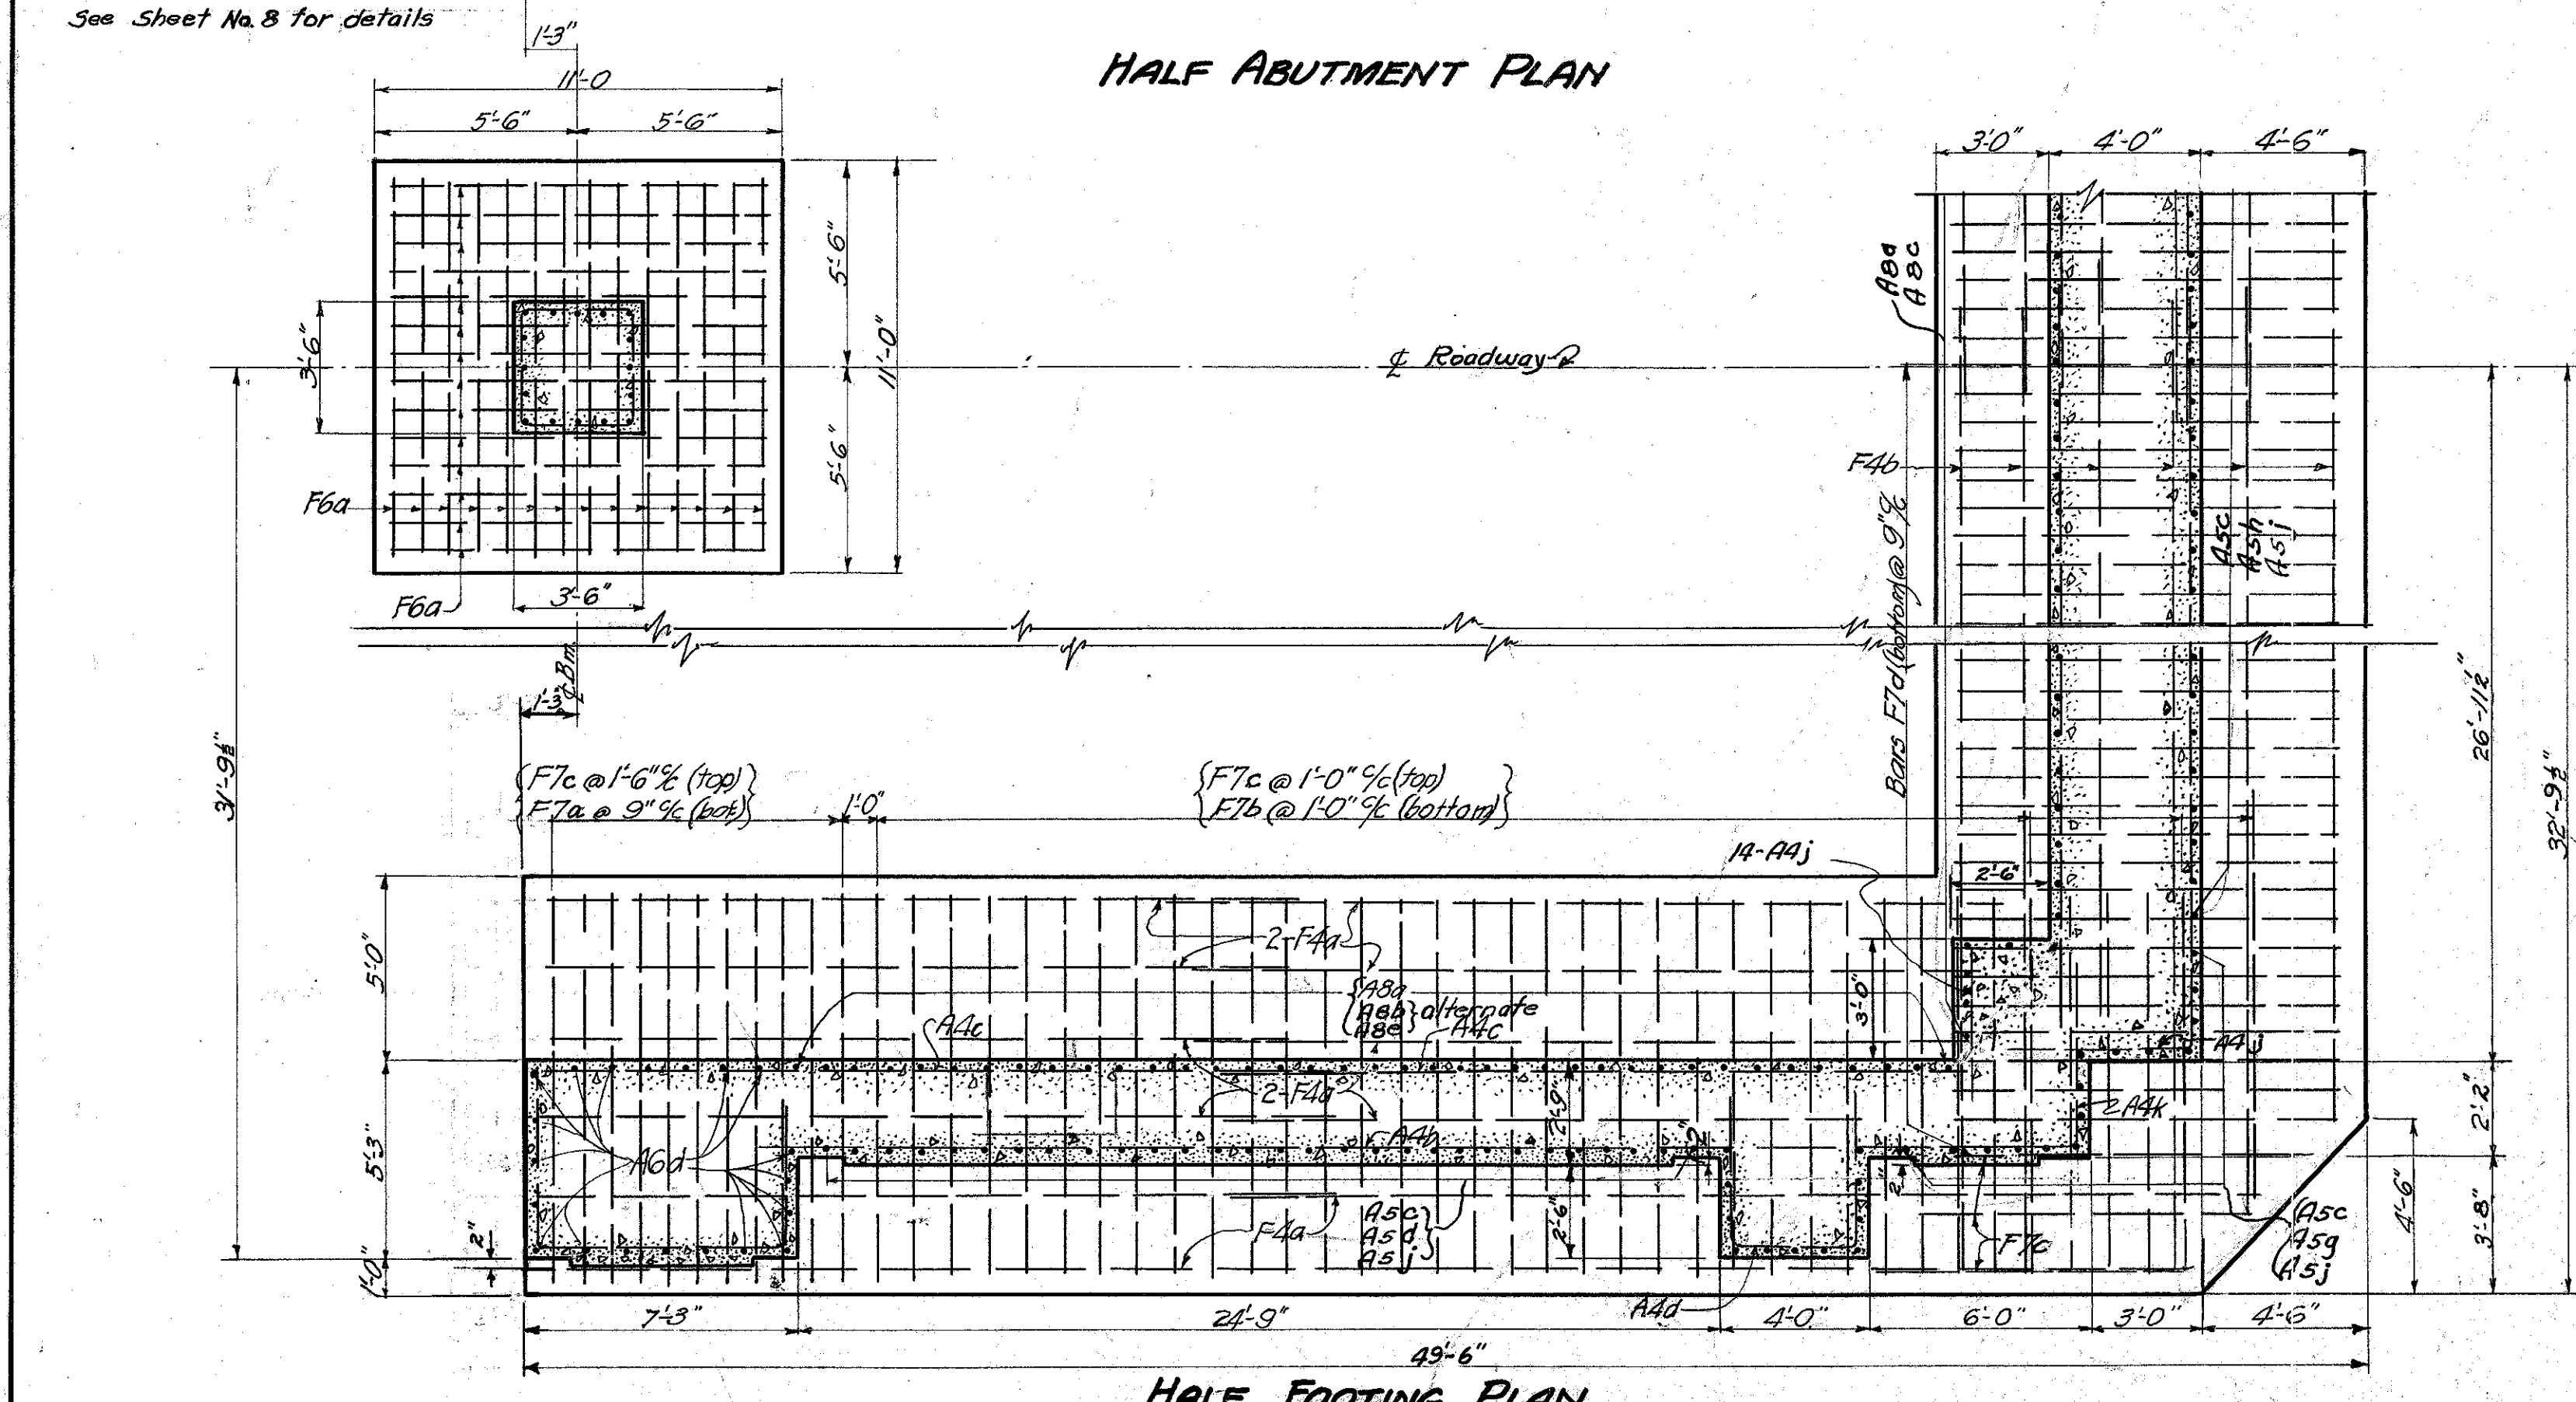 See Sheet No. 8 for details
1'-3"
HALF ABUTMENT PLAN
11'-0
5'-6" 5'-6"
3'-0" 4'-0" 4'-6"
5'-6"
11'-0"
5'-6"
3'-6"
A8a
A8c
℄ Roadway
F4b
F6a
F6a
3'-6"
A5c
A5h
A5j
Bars F7d (bottom) @ 9" c/c
℄ Bm.
1'-3"
31'-9½"
26'-11½"
32'-9½"
F7c @ 1'-6" c/c (top)
F7a @ 9" c/c (bot)
1'-0"
F7c @ 1'-0" c/c (top)
F7b @ 1'-0" c/c (bottom)
14-A4j
2'-6"
5'-0"
2-F4a
A8a
A8b alternate
A8e
A4c
A4c
3'-0"
A4j
2-F4a
2'-9"
2-A4k
2'-2"
5'-3"
A6d
A4b
2"
2"
F4a
A5c
A5d
A5j
2'-6"
F7c
A5c
A5g
A5j
4'-6"
3'-8"
2"
1'-0"
A4d
7'-3" 24'-9" 4'-0" 6'-0" 3'-0" 4'-6"
49'-6"
HALF FOOTING PLAN